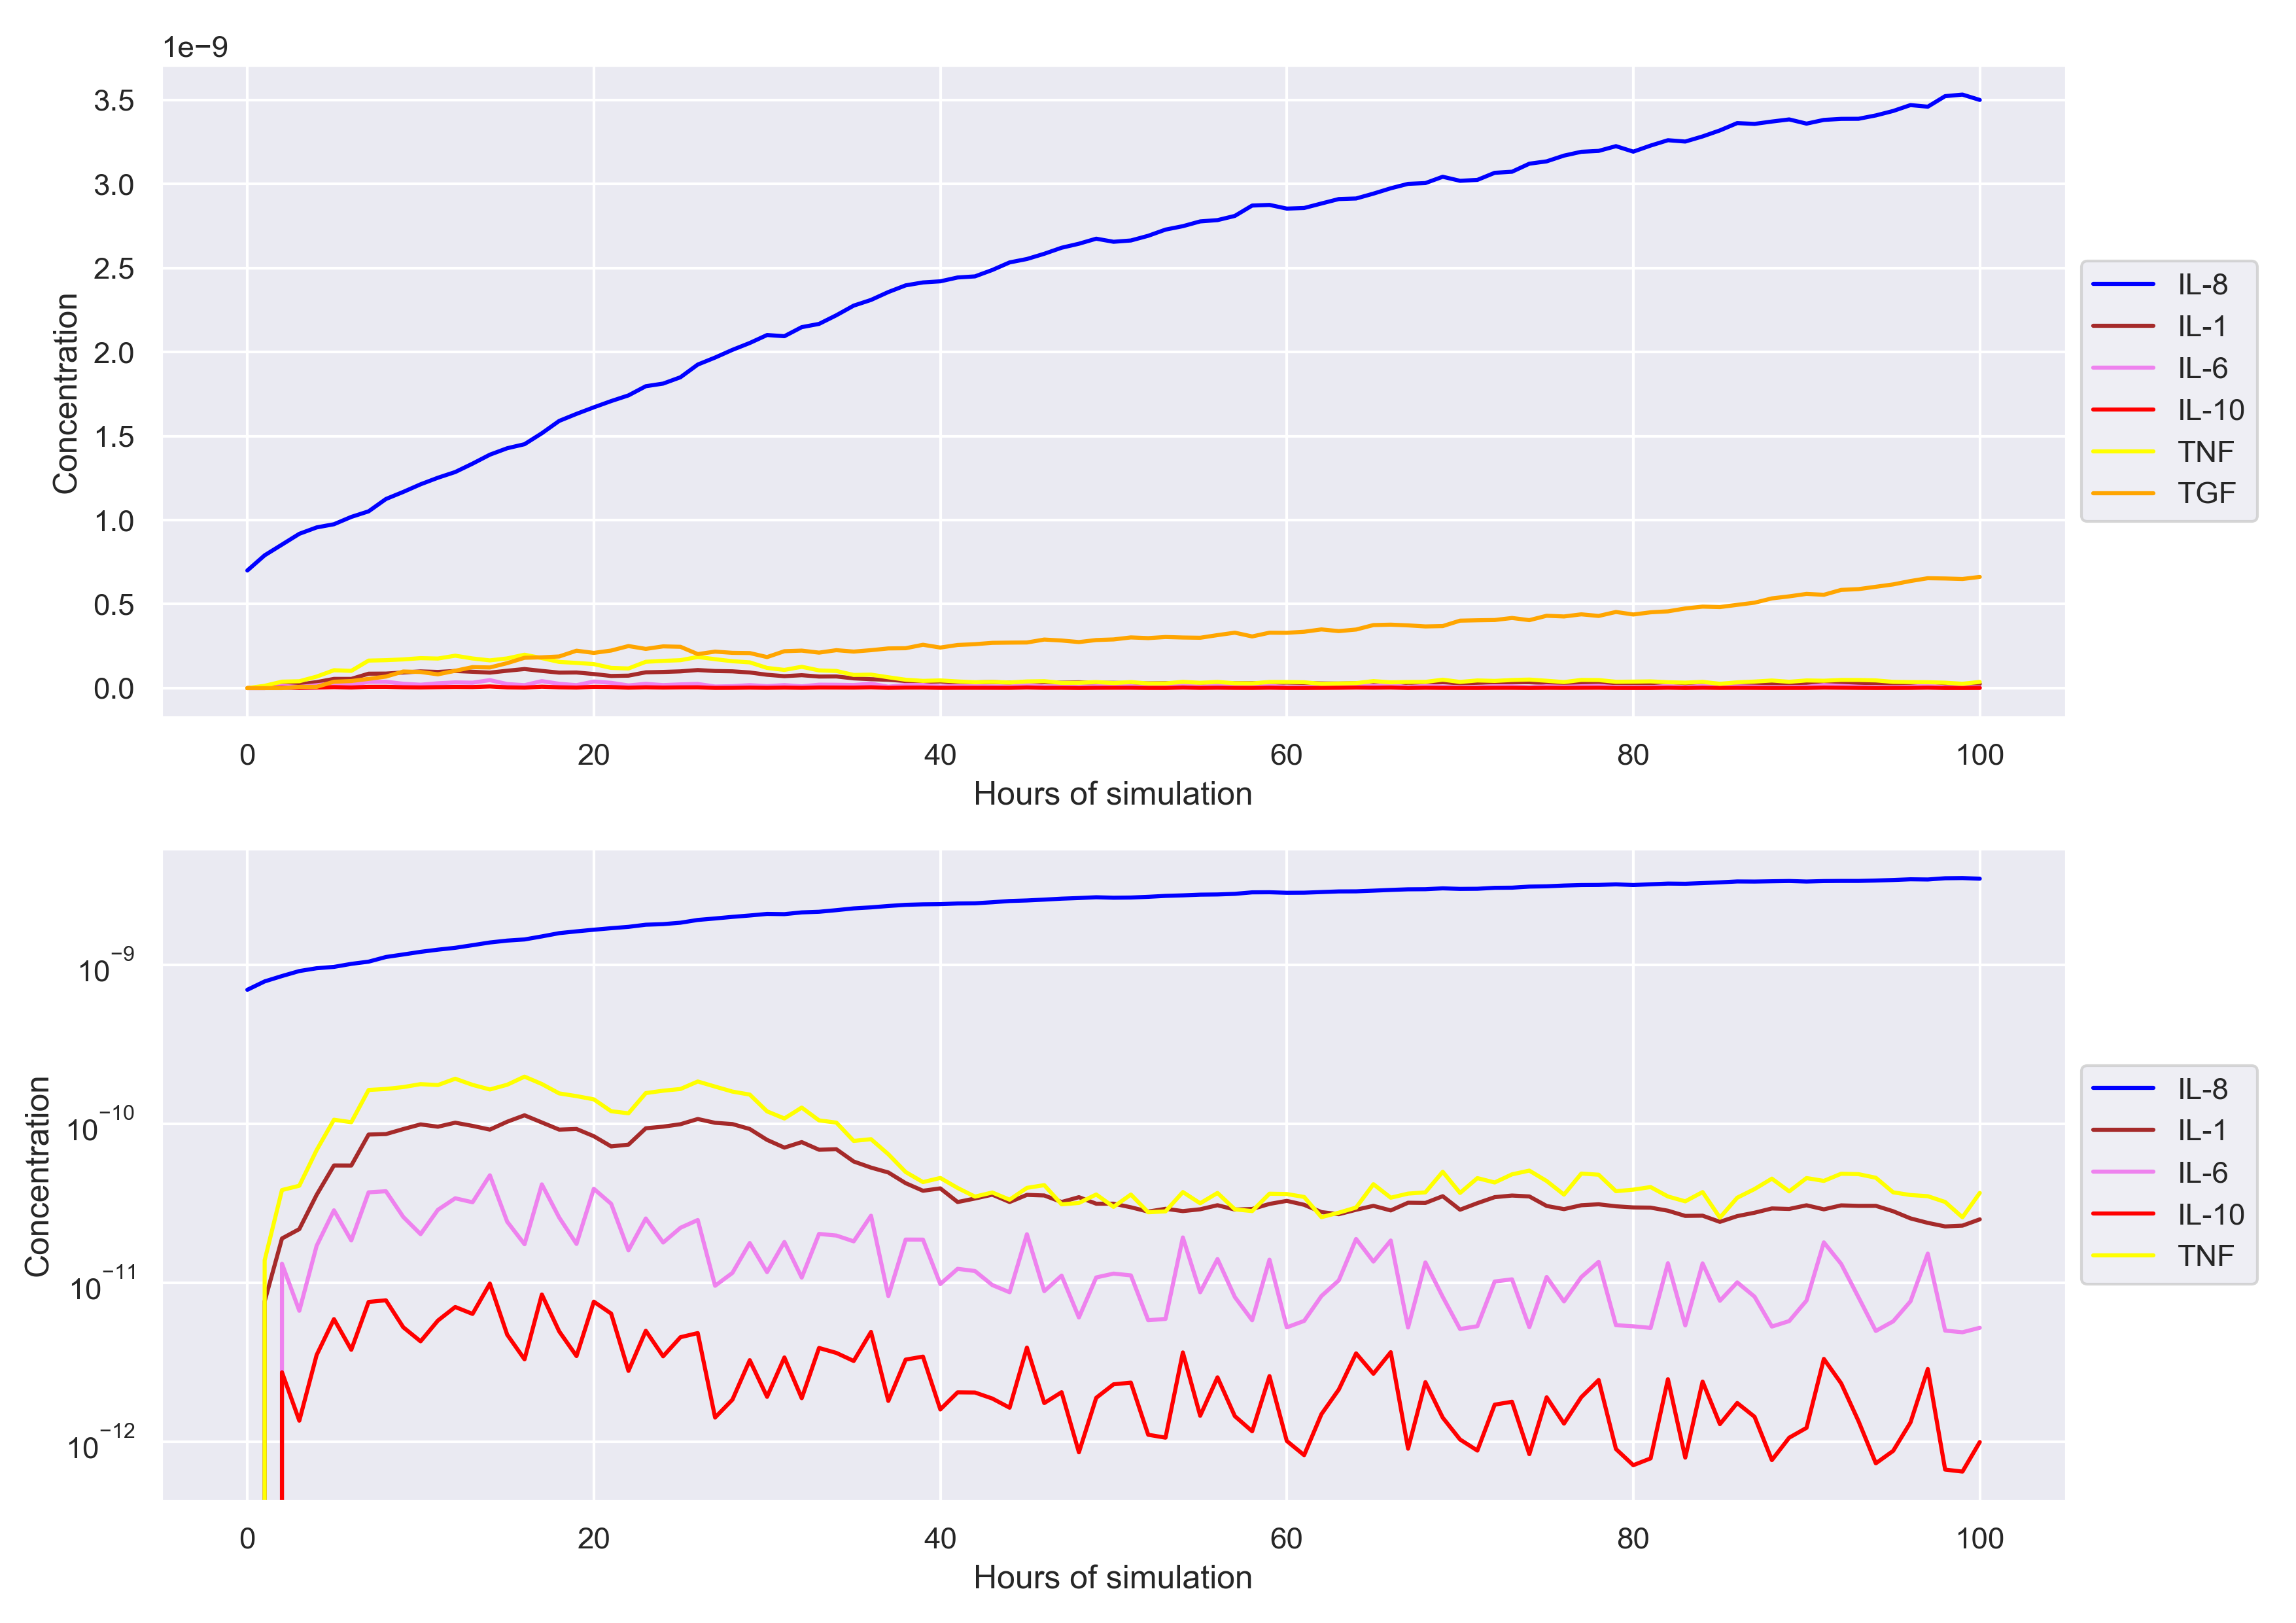 1e−9
3.5
3.0
2.5
2.0
1.5
1.0
0.5
0.0
Concentration
0 20 40 60 80 100
Hours of simulation
IL-8
IL-1
IL-6
IL-10
TNF
TGF
10⁻⁹
10⁻¹⁰
10⁻¹¹
10⁻¹²
Concentration
0 20 40 60 80 100
Hours of simulation
IL-8
IL-1
IL-6
IL-10
TNF